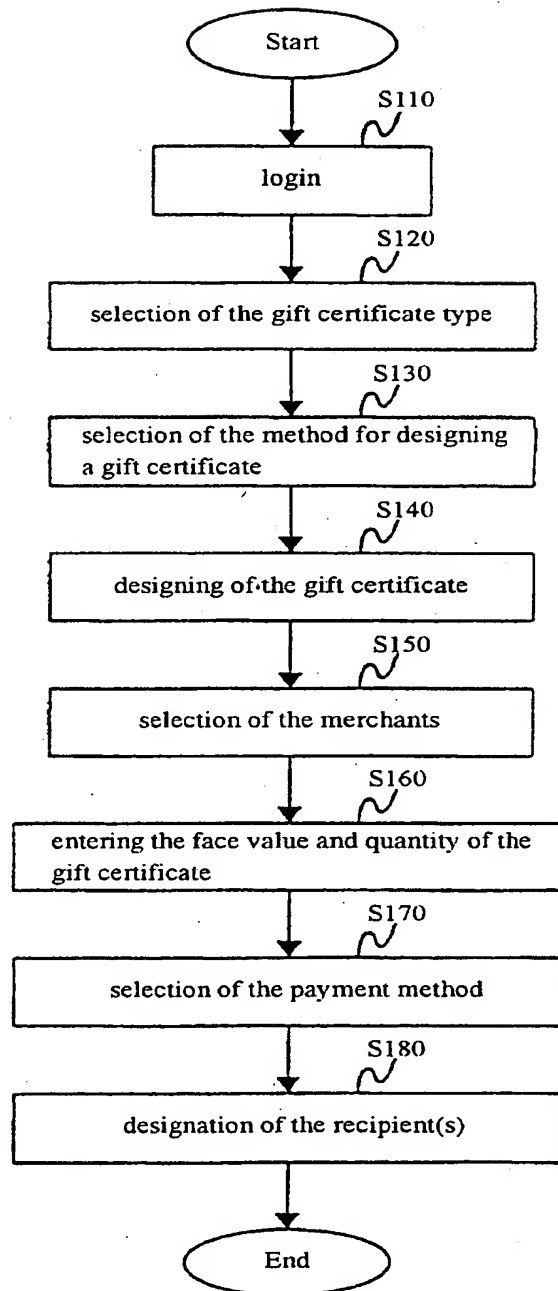 Start
S110
login
S120
selection of the gift certificate type
S130
selection of the method for designing
a gift certificate
S140
designing of the gift certificate
S150
selection of the merchants
S160
entering the face value and quantity of the
gift certificate
S170
selection of the payment method
S180
designation of the recipient(s)
End